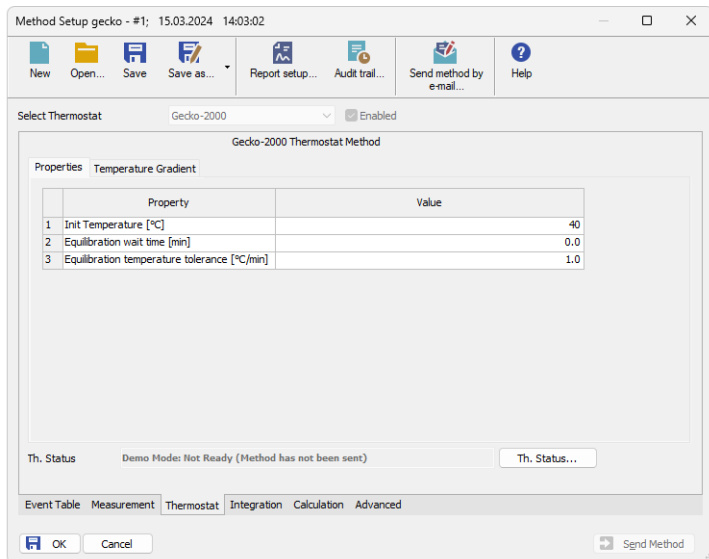 Method Setup gecko - #1; 15.03.2024 14:03:02
New Open... Save Save as... Report setup... Audit trail... Send method by e-mail... Help
Select Thermostat Gecko-2000 Enabled
Gecko-2000 Thermostat Method
Properties Temperature Gradient
Property Value
1 Init Temperature [°C] 40
2 Equilibration wait time [min] 0.0
3 Equilibration temperature tolerance [°C/min] 1.0
Th. Status Demo Mode: Not Ready (Method has not been sent) Th. Status...
Event Table Measurement Thermostat Integration Calculation Advanced
OK Cancel Send Method